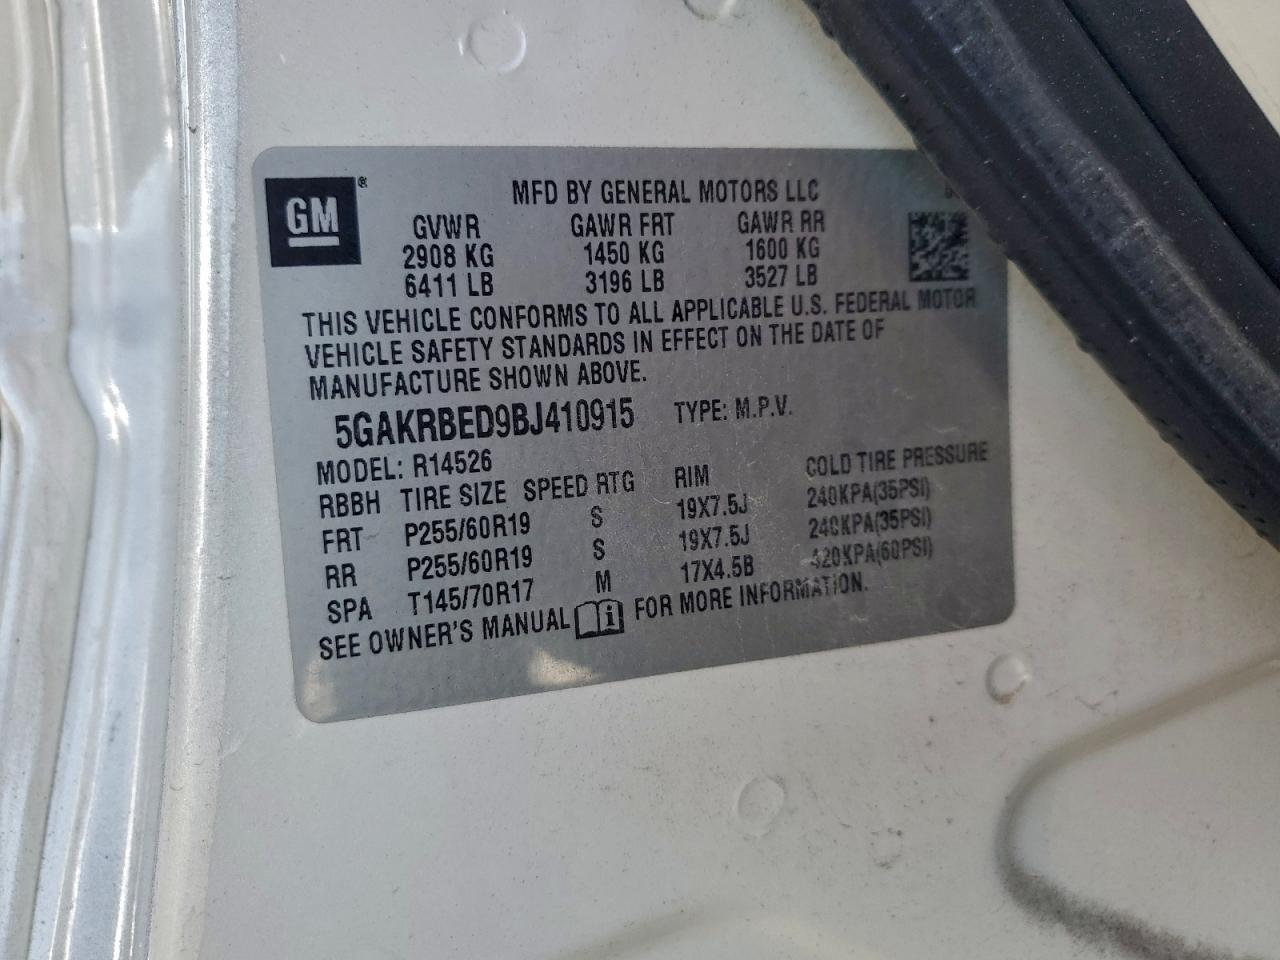 GM®
MFD BY GENERAL MOTORS LLC
GVWR GAWR FRT GAWR RR
2908 KG 1450 KG 1600 KG
6411 LB 3196 LB 3527 LB
THIS VEHICLE CONFORMS TO ALL APPLICABLE U.S. FEDERAL MOTOR
VEHICLE SAFETY STANDARDS IN EFFECT ON THE DATE OF
MANUFACTURE SHOWN ABOVE.
5GAKRBED9BJ410915 TYPE: M.P.V.
MODEL: R14526
RBBH TIRE SIZE SPEED RTG RIM COLD TIRE PRESSURE
FRT P255/60R19 S 19X7.5J 240KPA(35PSI)
RR P255/60R19 S 19X7.5J 240KPA(35PSI)
SPA T145/70R17 M 17X4.5B 420KPA(60PSI)
SEE OWNER'S MANUAL i FOR MORE INFORMATION.